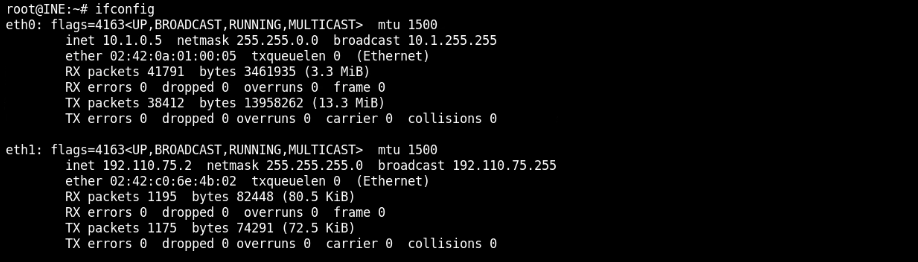 root@INE:~# ifconfig
eth0: flags=4163<UP,BROADCAST,RUNNING,MULTICAST>  mtu 1500
        inet 10.1.0.5  netmask 255.255.0.0  broadcast 10.1.255.255
        ether 02:42:0a:01:00:05  txqueuelen 0  (Ethernet)
        RX packets 41791  bytes 3461935 (3.3 MiB)
        RX errors 0  dropped 0  overruns 0  frame 0
        TX packets 38412  bytes 13958262 (13.3 MiB)
        TX errors 0  dropped 0 overruns 0  carrier 0  collisions 0

eth1: flags=4163<UP,BROADCAST,RUNNING,MULTICAST>  mtu 1500
        inet 192.110.75.2  netmask 255.255.255.0  broadcast 192.110.75.255
        ether 02:42:c0:6e:4b:02  txqueuelen 0  (Ethernet)
        RX packets 1195  bytes 82448 (80.5 KiB)
        RX errors 0  dropped 0  overruns 0  frame 0
        TX packets 1175  bytes 74291 (72.5 KiB)
        TX errors 0  dropped 0 overruns 0  carrier 0  collisions 0